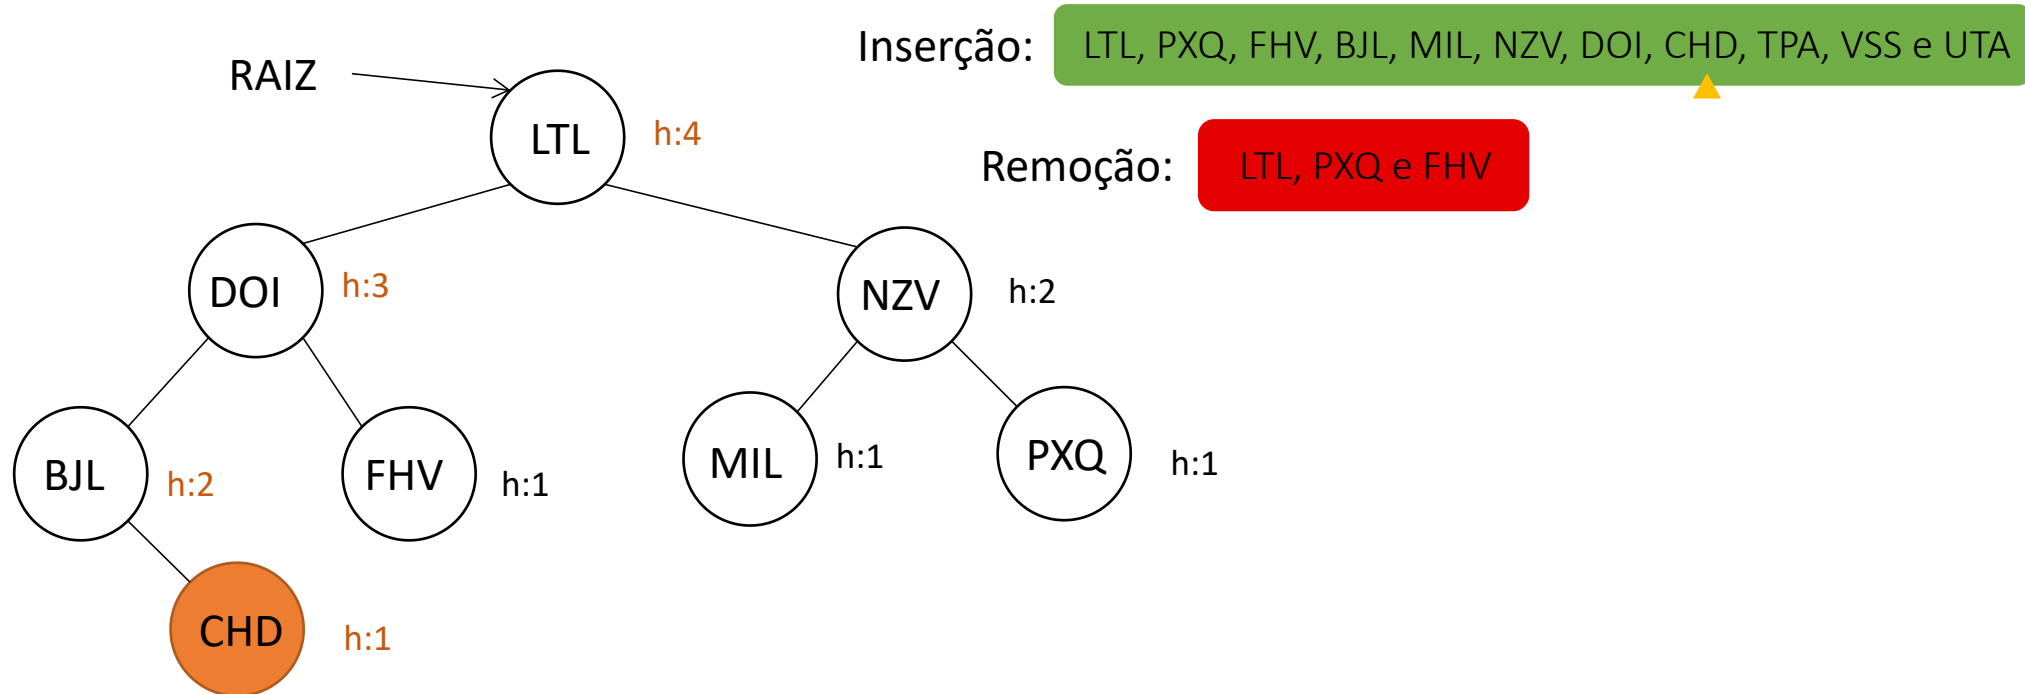 Inserção: LTL, PXQ, FHV, BJL, MIL, NZV, DOI, CHD, TPA, VSS e UTA
RAIZ
LTL h:4
Remoção: LTL, PXQ e FHV
DOI h:3
NZV h:2
BJL h:2
FHV h:1
MIL h:1
PXQ h:1
CHD h:1